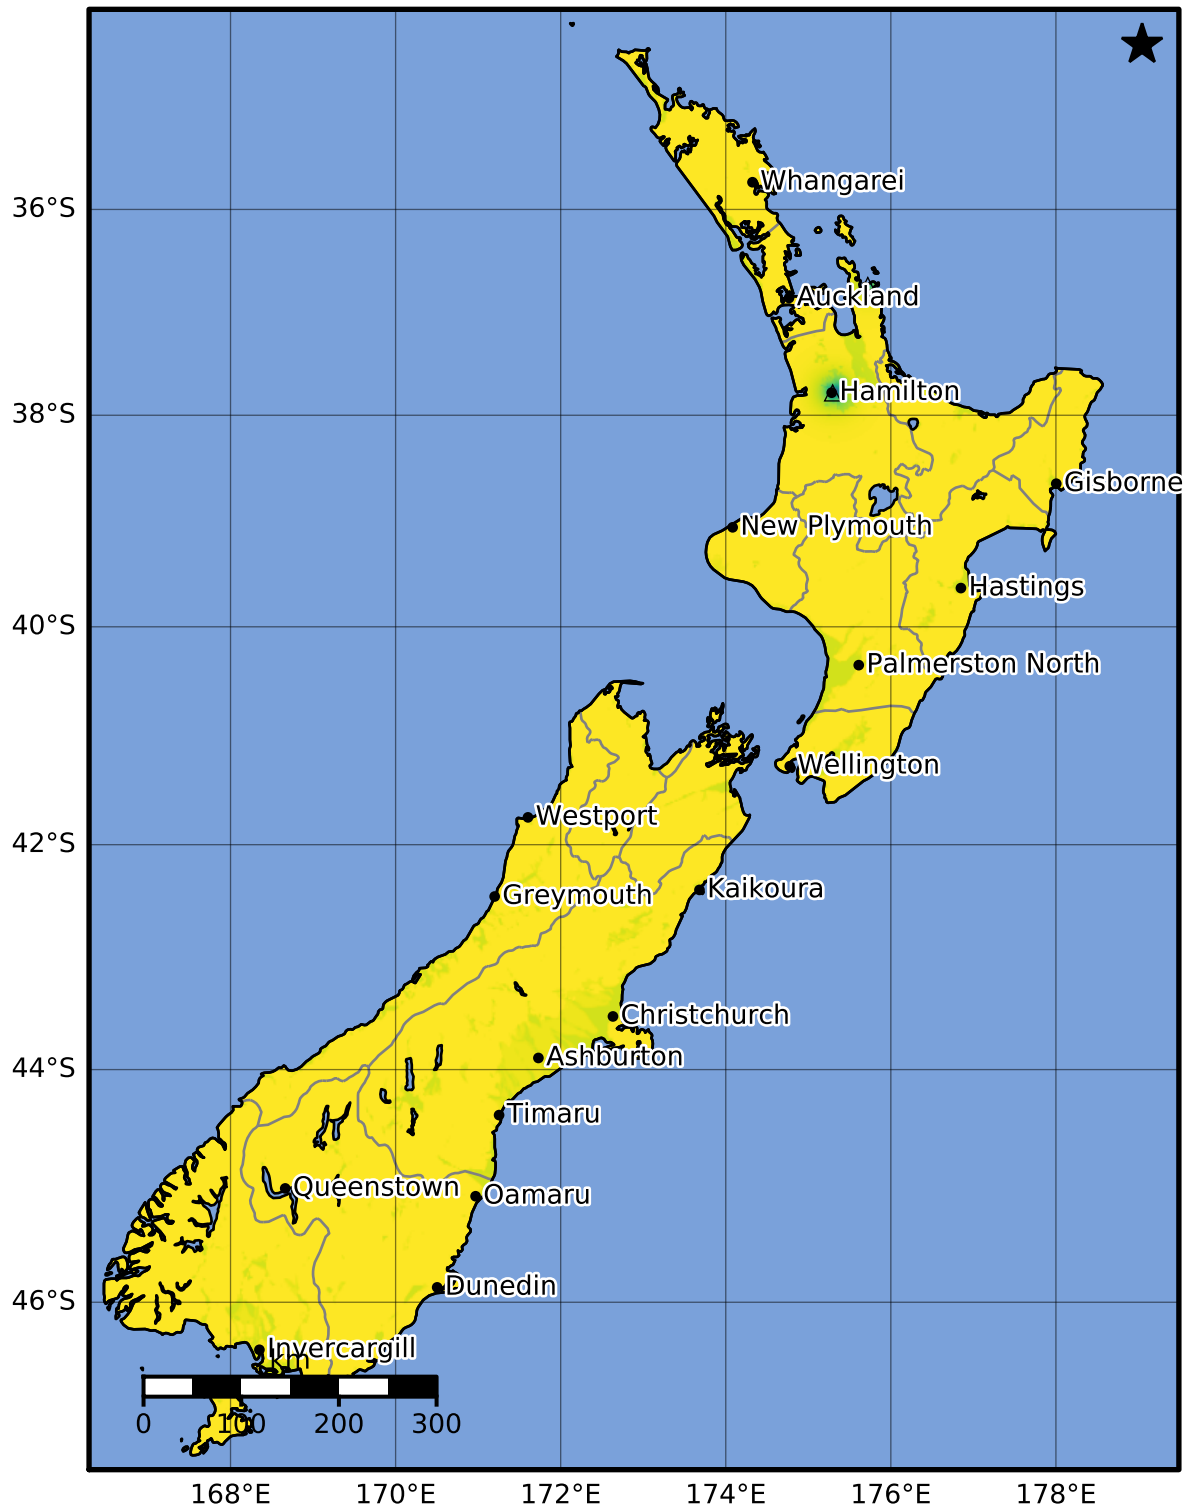 Whangarei
36°S
Auckland
Hamilton
38°S
Gisborne
New Plymouth
Hastings
40°S
Palmerston North
Wellington
Westport
42°S
Kaikoura
Greymouth
Christchurch
Ashburton
44°S
Timaru
Queenstown
Oamaru
Dunedin
46°S
Invercargill
km
0 100 200 300
168°E 170°E 172°E 174°E 176°E 178°E